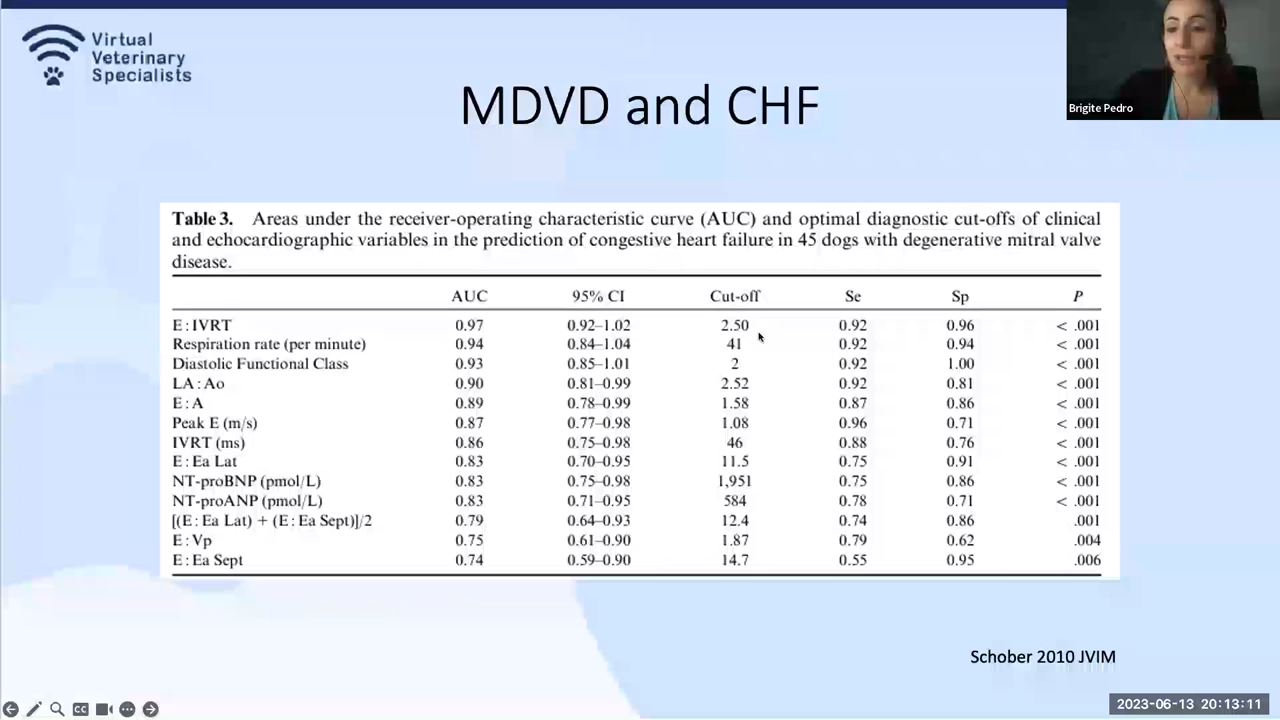 Virtual
Veterinary
Specialists
Brigite Pedro
MDVD and CHF
Table 3. Areas under the receiver-operating characteristic curve (AUC) and optimal diagnostic cut-offs of clinical
and echocardiographic variables in the prediction of congestive heart failure in 45 dogs with degenerative mitral valve
disease.
AUC 95% CI Cut-off Se Sp P
E : IVRT 0.97 0.92–1.02 2.50 0.92 0.96 < .001
Respiration rate (per minute) 0.94 0.84–1.04 41 0.92 0.94 < .001
Diastolic Functional Class 0.93 0.85–1.01 2 0.92 1.00 < .001
LA : Ao 0.90 0.81–0.99 2.52 0.92 0.81 < .001
E : A 0.89 0.78–0.99 1.58 0.87 0.86 < .001
Peak E (m/s) 0.87 0.77–0.98 1.08 0.96 0.71 < .001
IVRT (ms) 0.86 0.75–0.98 46 0.88 0.76 < .001
E : Ea Lat 0.83 0.70–0.95 11.5 0.75 0.91 < .001
NT-proBNP (pmol/L) 0.83 0.75–0.98 1,951 0.75 0.86 < .001
NT-proANP (pmol/L) 0.83 0.71–0.95 584 0.78 0.71 < .001
[(E : Ea Lat) + (E : Ea Sept)]/2 0.79 0.64–0.93 12.4 0.74 0.86 .001
E : Vp 0.75 0.61–0.90 1.87 0.79 0.62 .004
E : Ea Sept 0.74 0.59–0.90 14.7 0.55 0.95 .006
Schober 2010 JVIM
CC
2023-06-13 20:13:11